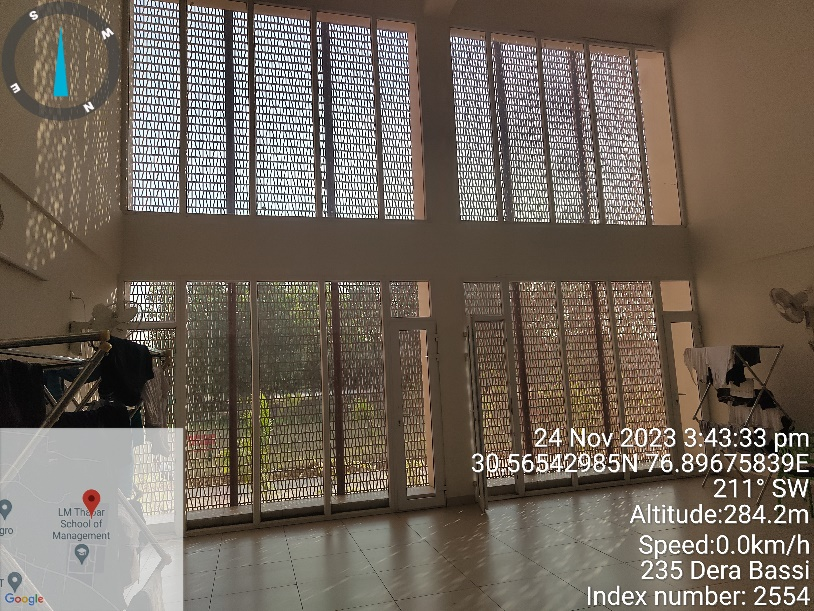 S
W
E
N
LM Thapar
School of
Management
gro
T
Google
24 Nov 2023 3:43:33 pm
30.56542985N 76.89675839E
211° SW
Altitude:284.2m
Speed:0.0km/h
235 Dera Bassi
Index number: 2554